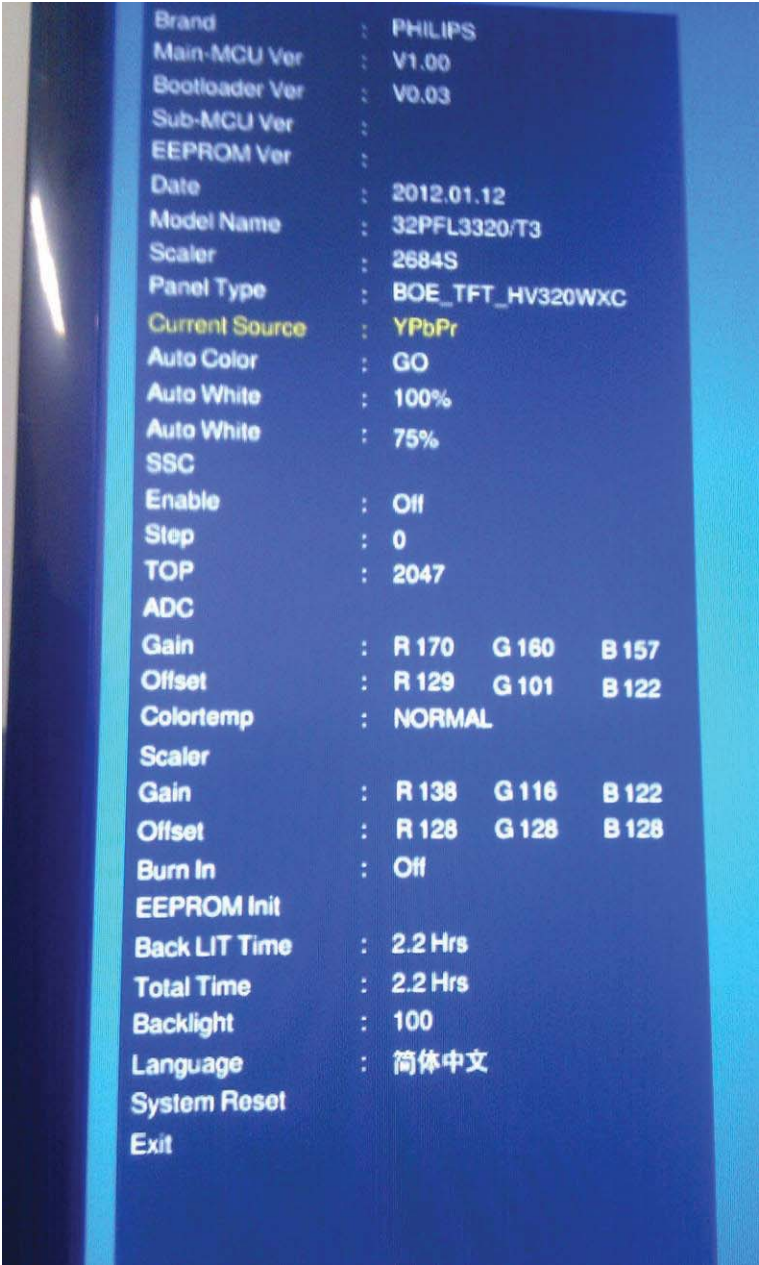 Brand : PHILIPS
Main-MCU Ver : V1.00
Bootloader Ver : V0.03
Sub-MCU Ver :
EEPROM Ver :
Date : 2012.01.12
Model Name : 32PFL3320/T3
Scaler : 2684S
Panel Type : BOE_TFT_HV320WXC
Current Source : YPbPr
Auto Color : GO
Auto White : 100%
Auto White : 75%
SSC
Enable : Off
Step : 0
TOP : 2047
ADC
Gain : R 170 G 160 B 157
Offset : R 129 G 101 B 122
Colortemp : NORMAL
Scaler
Gain : R 138 G 116 B 122
Offset : R 128 G 128 B 128
Burn In : Off
EEPROM Init
Back LIT Time : 2.2 Hrs
Total Time : 2.2 Hrs
Backlight : 100
Language : 简体中文
System Reset
Exit